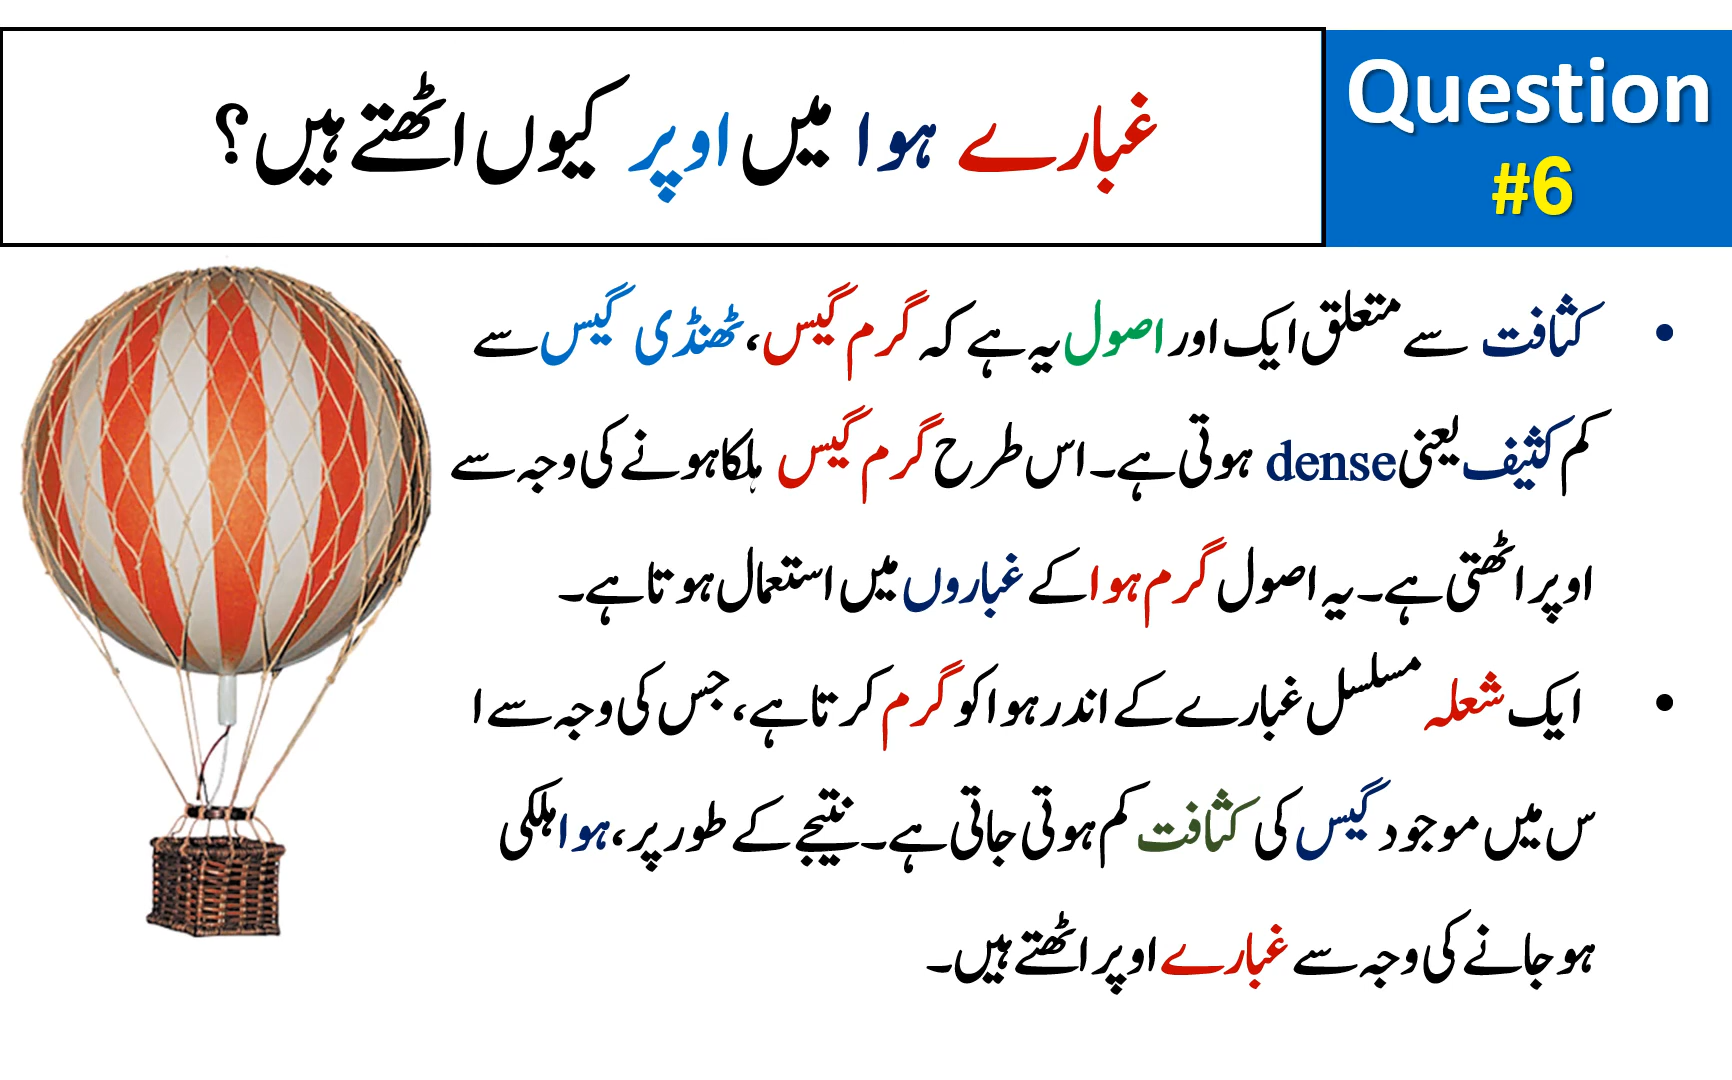 Question
#6
غبارے ہوا میں اوپر کیوں اٹھتے ہیں؟
• کثافت سے متعلق ایک اور اصول یہ ہے کہ گرم گیس، ٹھنڈی گیس سے
کم کثیف یعنی dense ہوتی ہے۔ اس طرح گرم گیس ہلکا ہونے کی وجہ سے
اوپر اٹھتی ہے۔ یہ اصول گرم ہوا کے غباروں میں استعمال ہوتا ہے۔
• ایک شعلہ مسلسل غبارے کے اندر ہوا کو گرم کرتا ہے، جس کی وجہ سے ا
س میں موجود گیس کی کثافت کم ہوتی جاتی ہے۔ نتیجے کے طور پر، ہوا ہلکی
ہو جانے کی وجہ سے غبارے اوپر اٹھتے ہیں۔